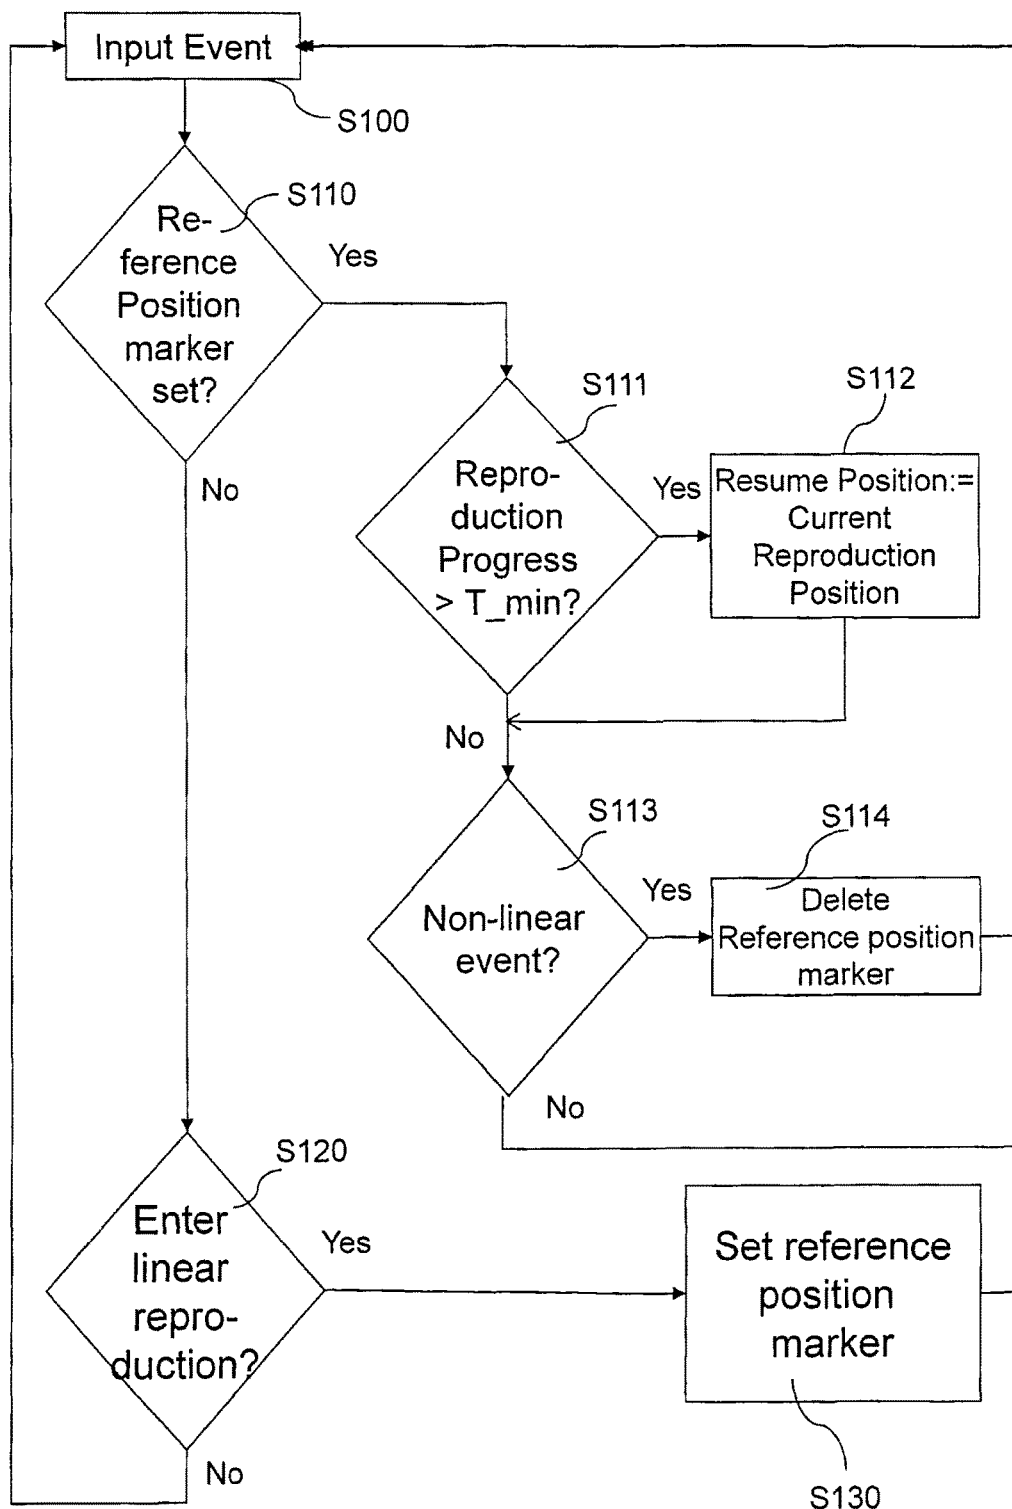 Input Event
S100
S110
Re-
ference
Position
marker
set?
Yes
No
S111
Repro-
duction
Progress
> T_min?
Yes
No
S112
Resume Position:=
Current
Reproduction
Position
S113
Non-linear
event?
Yes
No
S114
Delete
Reference position
marker
S120
Enter
linear
repro-
duction?
Yes
No
Set reference
position
marker
S130